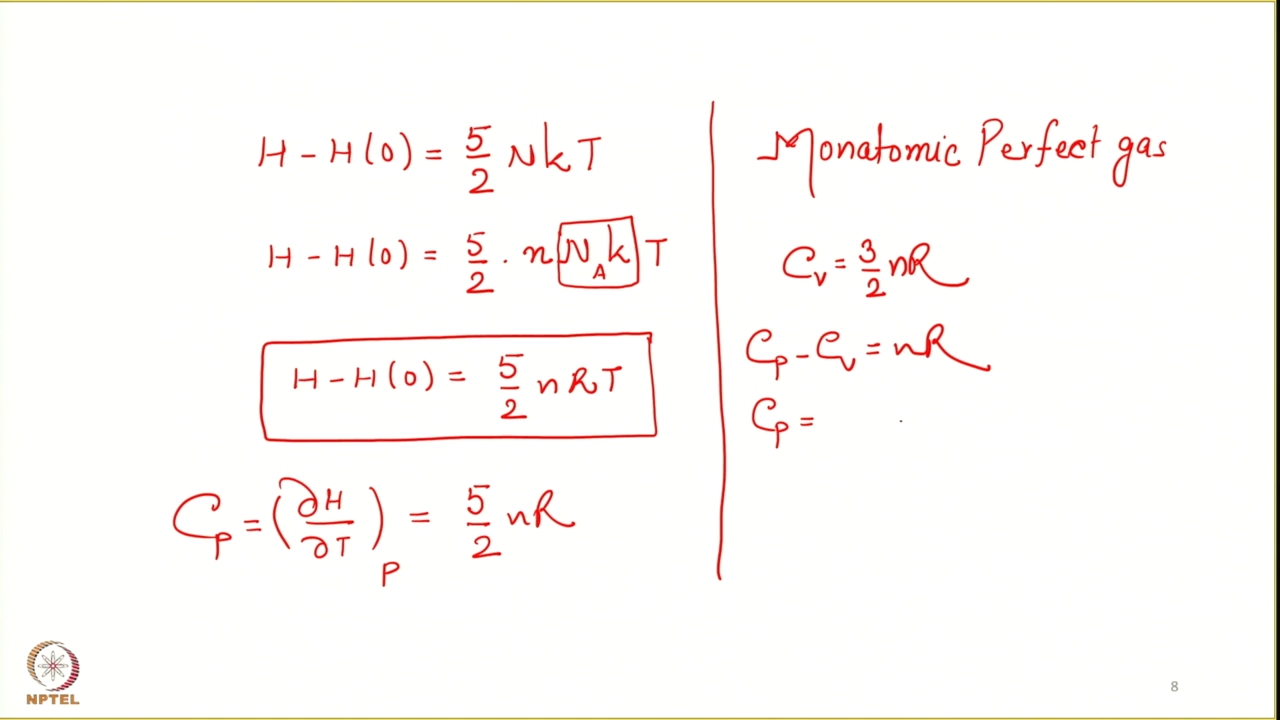 H - H(0) = 5/2 NkT
H - H(0) = 5/2 . n N_A k T
H - H(0) = 5/2 nRT
C_p = (∂H/∂T)_P = 5/2 nR
Monatomic Perfect gas
C_v = 3/2 nR
C_p - C_v = nR
C_p =
NPTEL
8